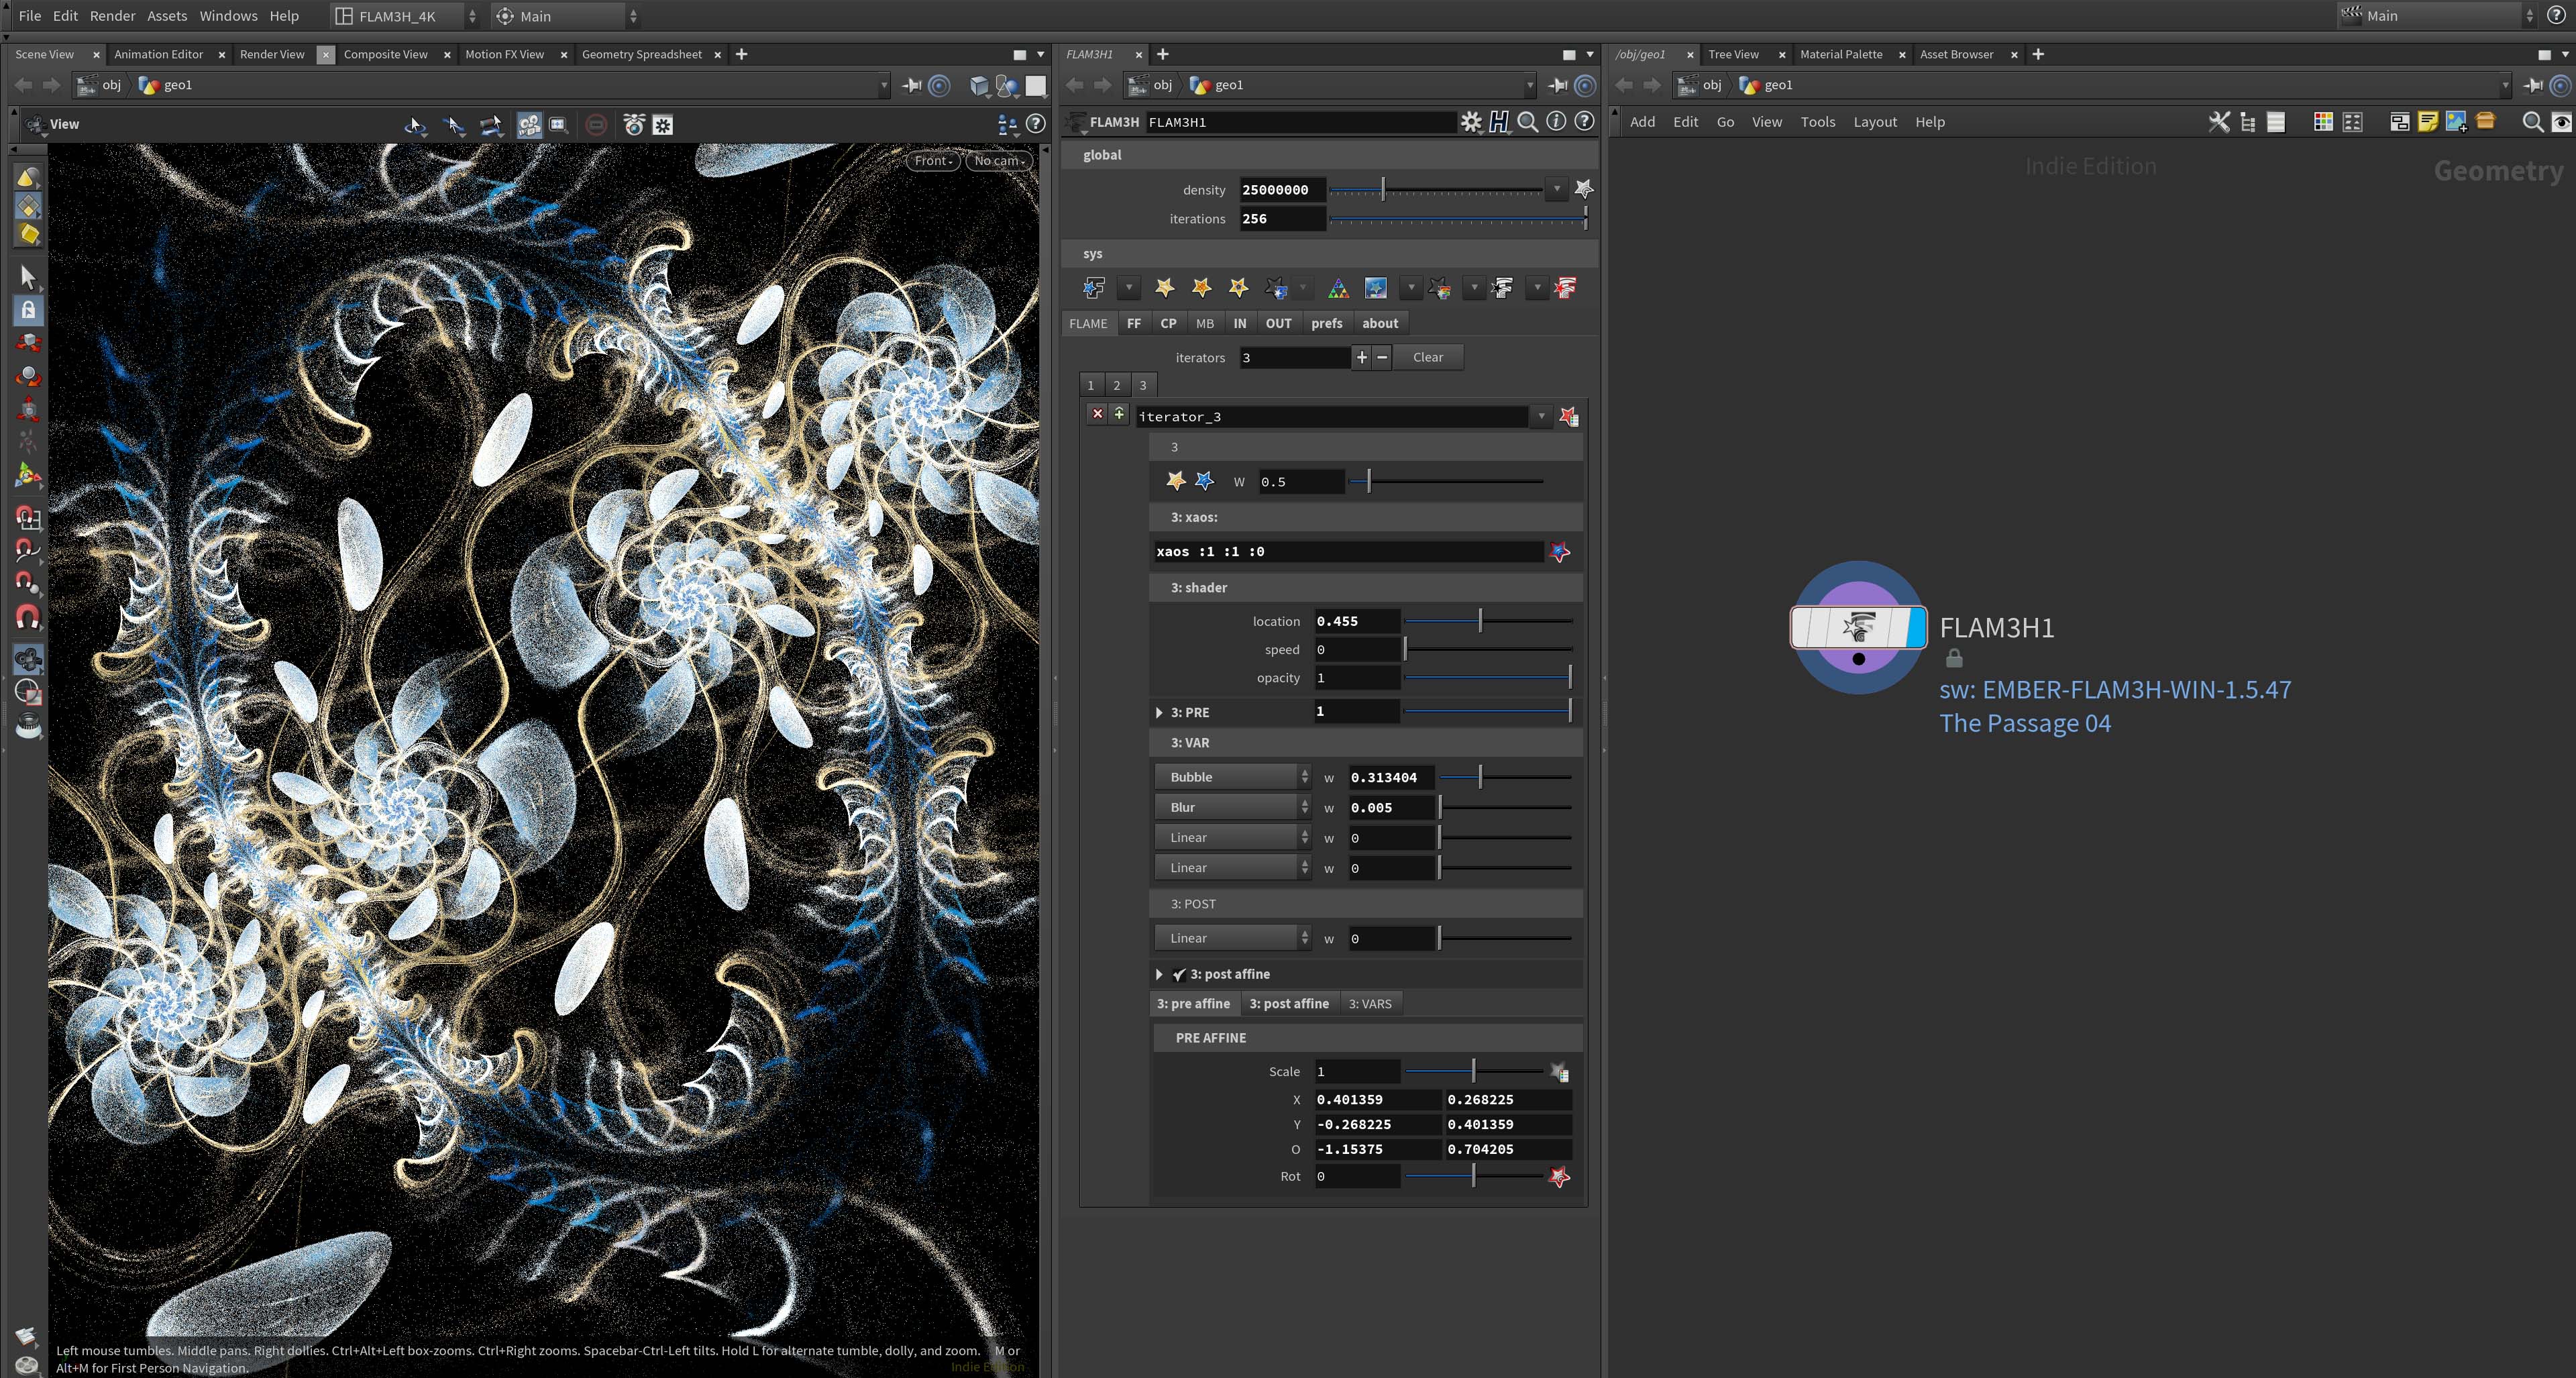 File Edit Render Assets Windows Help FLAM3H_4K Main Main
Scene View Animation Editor Render View Composite View Motion FX View Geometry Spreadsheet
obj geo1
View
Front No cam
Left mouse tumbles. Middle pans. Right dollies. Ctrl+Alt+Left box-zooms. Ctrl+Right zooms. Spacebar-Ctrl-Left tilts. Hold L for alternate tumble, dolly, and zoom. M or
Alt+M for First Person Navigation.
Indie Edition
FLAM3H1
obj geo1
FLAM3H FLAM3H1
global
density 25000000
iterations 256
sys
FLAME FF CP MB IN OUT prefs about
iterators 3 Clear
1 2 3
iterator_3
3
W 0.5
3: xaos:
xaos :1 :1 :0
3: shader
location 0.455
speed 0
opacity 1
3: PRE 1
3: VAR
Bubble w 0.313404
Blur w 0.005
Linear w 0
Linear w 0
3: POST
Linear w 0
3: post affine
3: pre affine 3: post affine 3: VARS
PRE AFFINE
Scale 1
X 0.401359 0.268225
Y -0.268225 0.401359
O -1.15375 0.704205
Rot 0
/obj/geo1 Tree View Material Palette Asset Browser
obj geo1
Add Edit Go View Tools Layout Help
Indie Edition Geometry
FLAM3H1
sw: EMBER-FLAM3H-WIN-1.5.47
The Passage 04